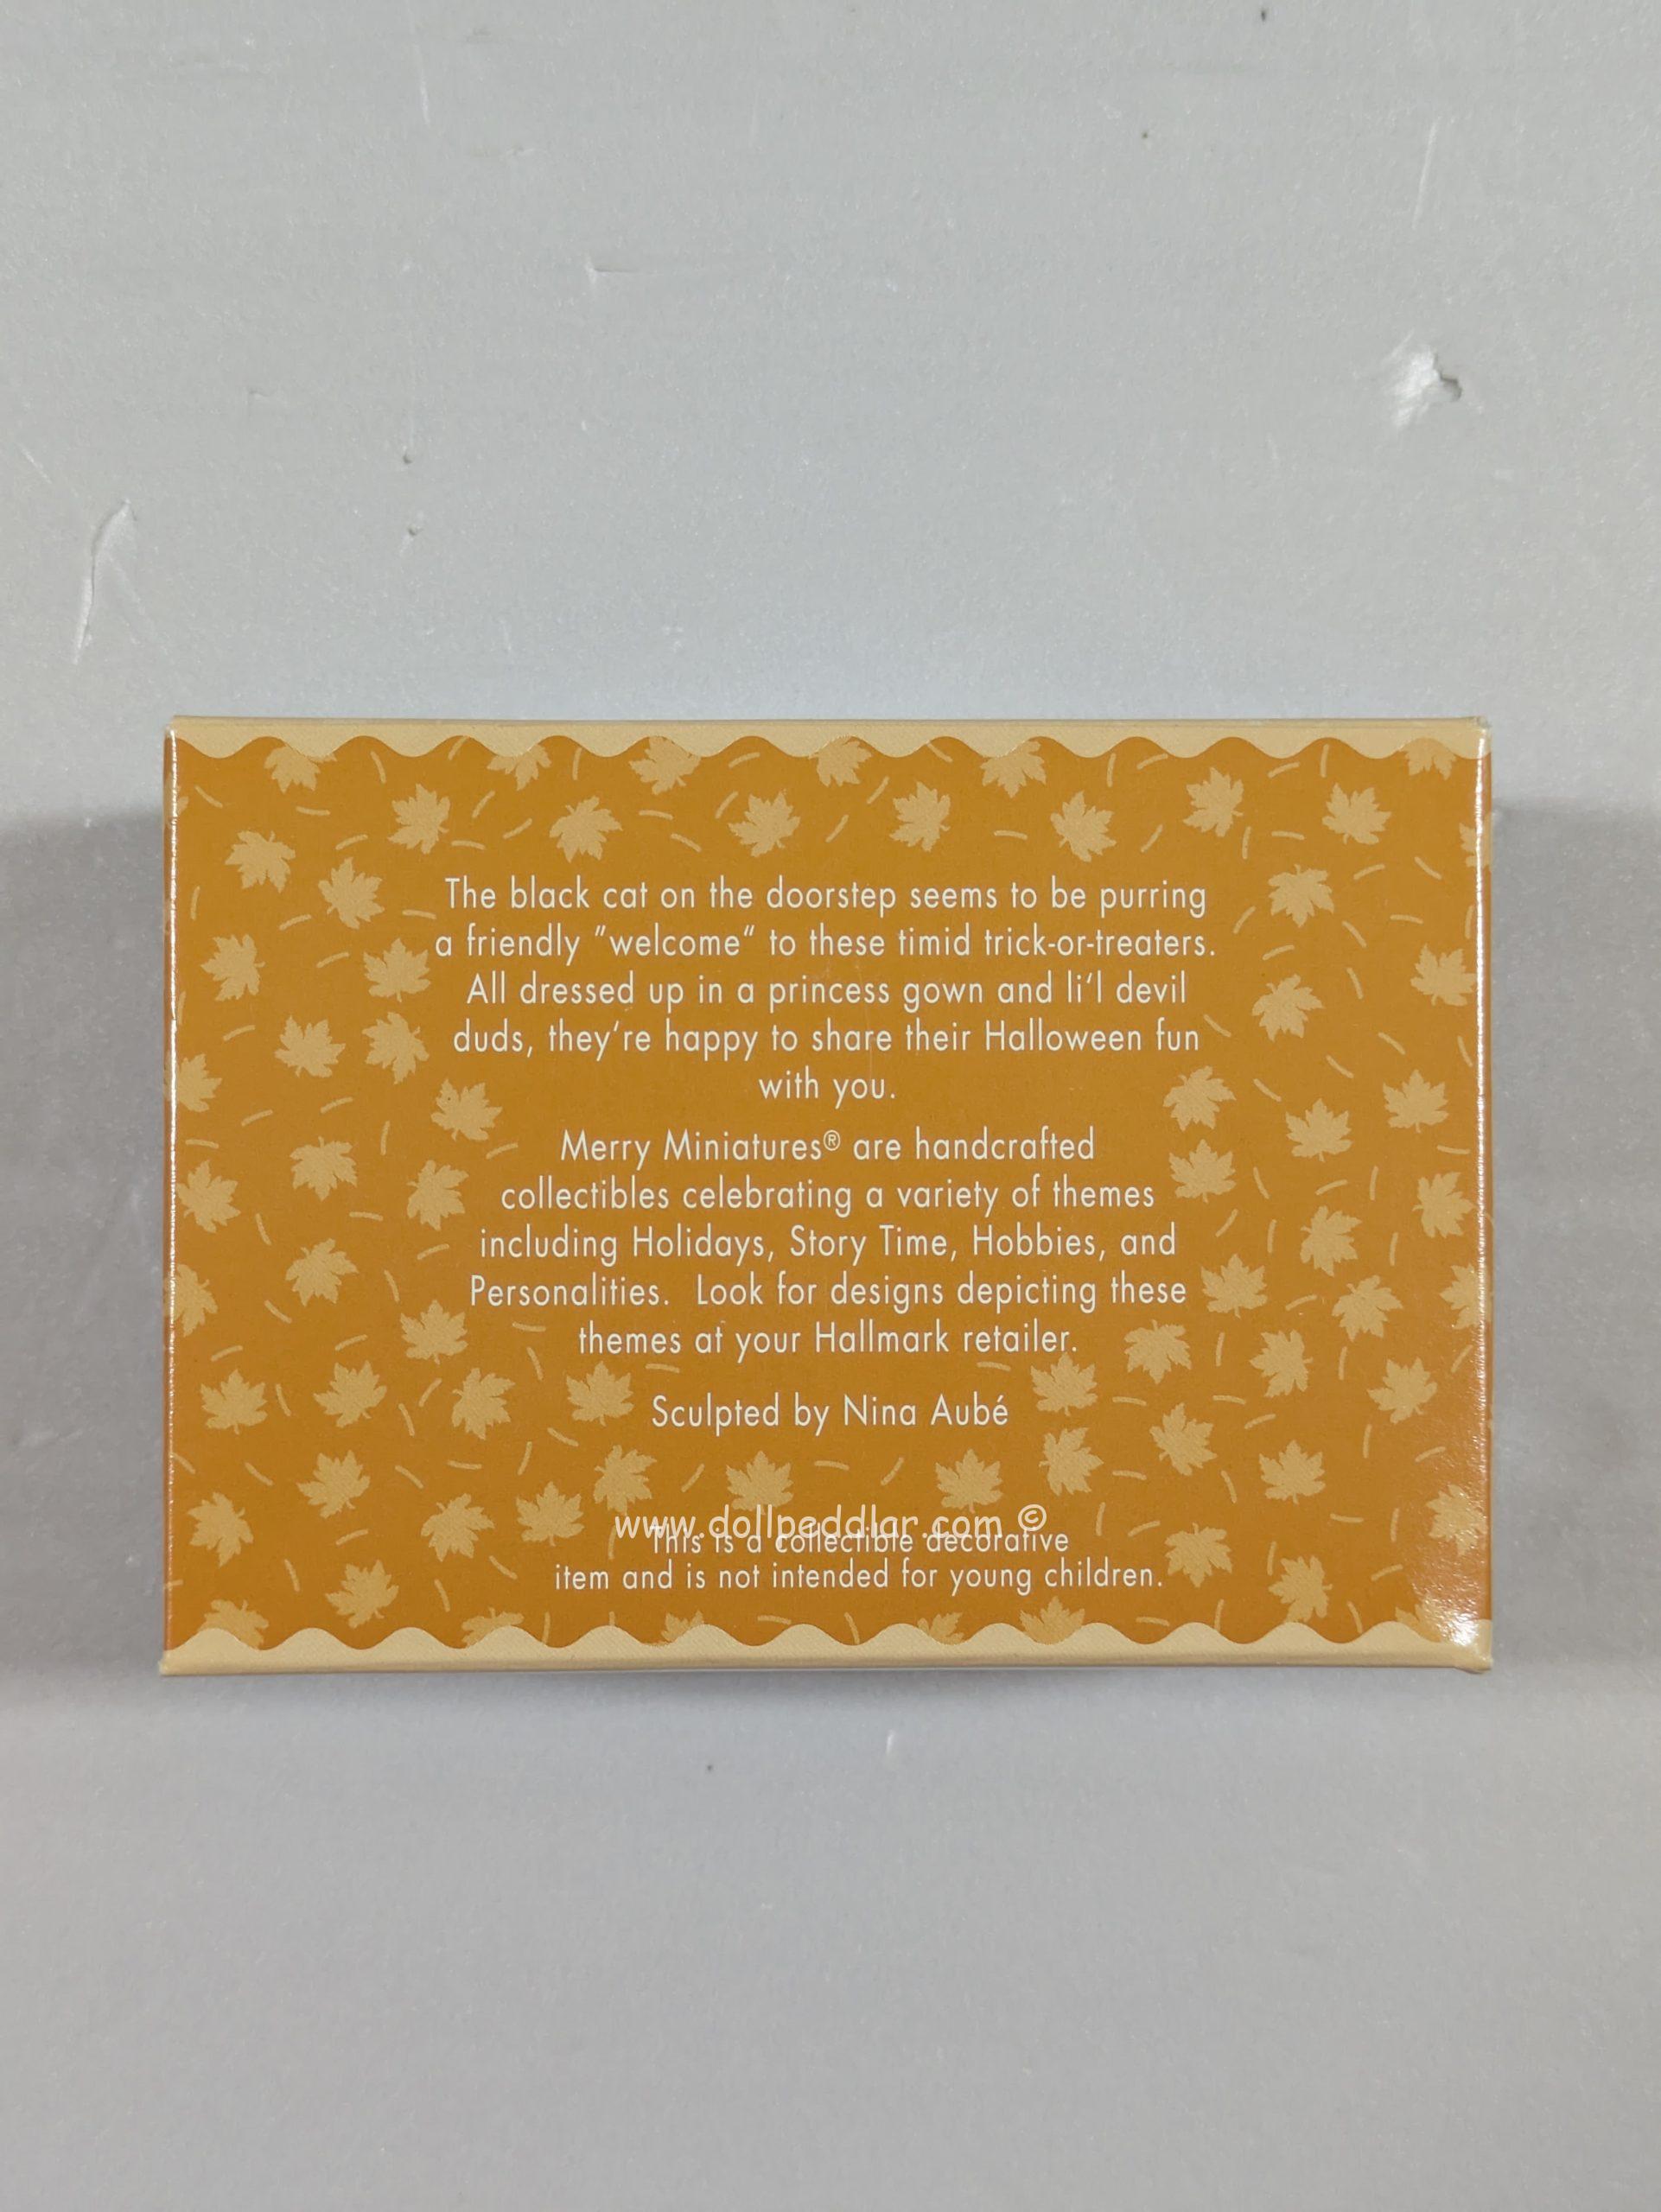 The black cat on the doorstep seems to be purring
a friendly "welcome" to these timid trick-or-treaters.
All dressed up in a princess gown and li'l devil
duds, they're happy to share their Halloween fun
with you.
Merry Miniatures® are handcrafted
collectibles celebrating a variety of themes
including Holidays, Story Time, Hobbies, and
Personalities. Look for designs depicting these
themes at your Hallmark retailer.
Sculpted by Nina Aubé
www.dollpeddlar.com ©
This is a collectible decorative
item and is not intended for young children.